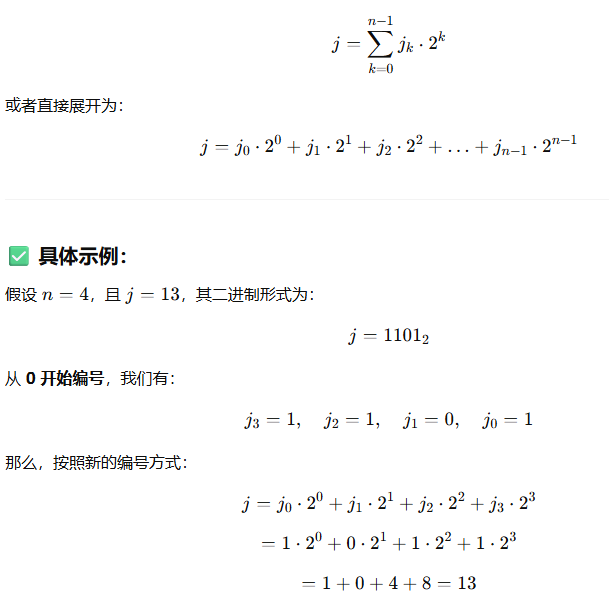 j = \sum_{k=0}^{n-1} j_k \cdot 2^k
或者直接展开为：
j = j_0 \cdot 2^0 + j_1 \cdot 2^1 + j_2 \cdot 2^2 + \ldots + j_{n-1} \cdot 2^{n-1}
✅ 具体示例：
假设 n = 4，且 j = 13，其二进制形式为：
j = 1101_2
从 0 开始编号，我们有：
j_3 = 1, j_2 = 1, j_1 = 0, j_0 = 1
那么，按照新的编号方式：
j = j_0 \cdot 2^0 + j_1 \cdot 2^1 + j_2 \cdot 2^2 + j_3 \cdot 2^3
= 1 \cdot 2^0 + 0 \cdot 2^1 + 1 \cdot 2^2 + 1 \cdot 2^3
= 1 + 0 + 4 + 8 = 13